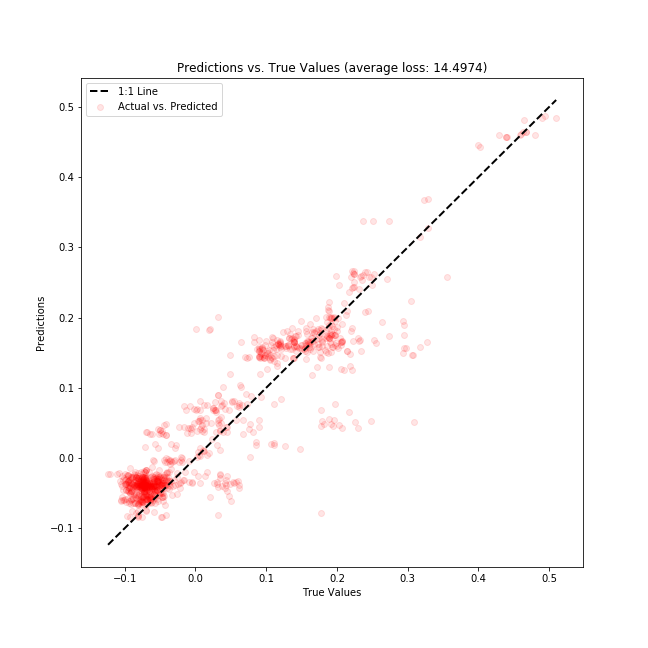 Predictions vs. True Values (average loss: 14.4974)
1:1 Line
Actual vs. Predicted
0.5
0.4
0.3
0.2
0.1
0.0
−0.1
Predictions
−0.1 0.0 0.1 0.2 0.3 0.4 0.5
True Values